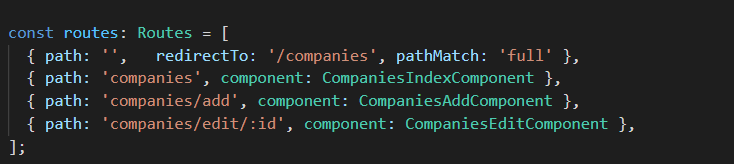 const routes: Routes = [
{ path: '', redirectTo: '/companies', pathMatch: 'full' },
{ path: 'companies', component: CompaniesIndexComponent },
{ path: 'companies/add', component: CompaniesAddComponent },
{ path: 'companies/edit/:id', component: CompaniesEditComponent },
];